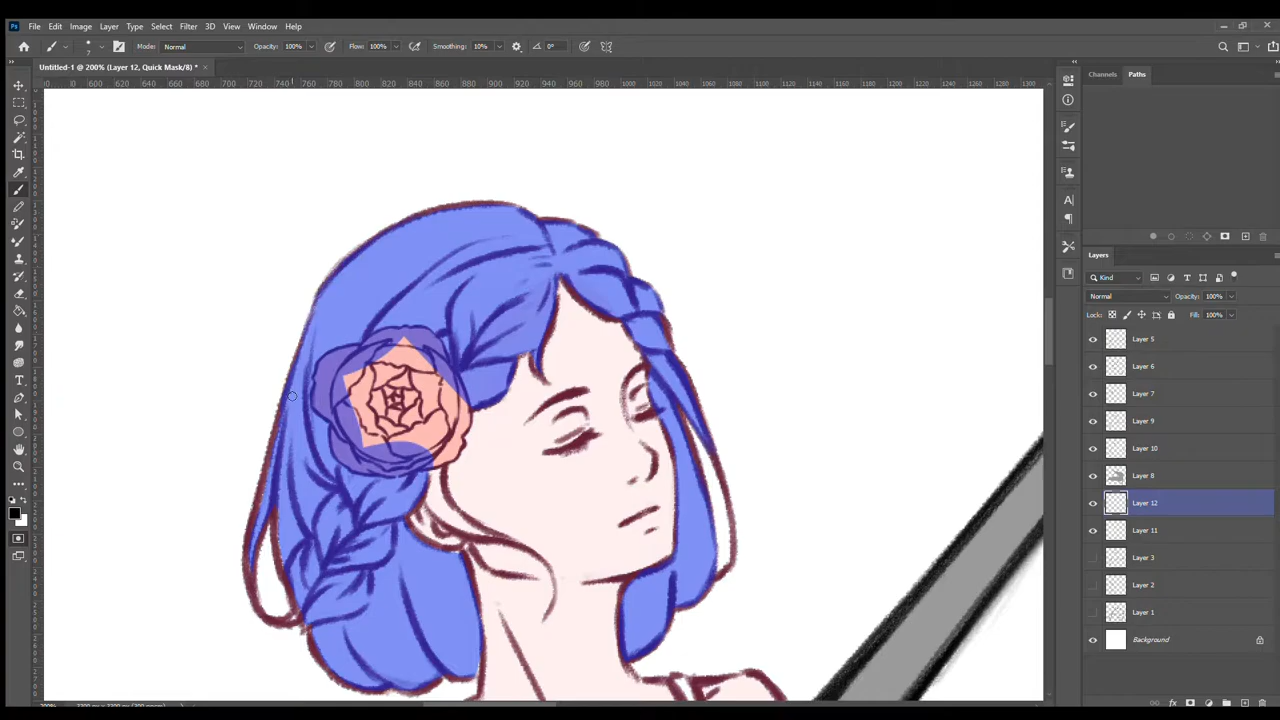 Ps File Edit Image Layer Type Select Filter 3D View Window Help
Mode: Normal Opacity: 100% Flow: 100% Smoothing: 10% 0°
7
Untitled-1 @ 200% (Layer 12, Quick Mask/8) * ×
Channels Paths
Layers
Kind
Normal Opacity: 100%
Lock: Fill: 100%
Layer 5
Layer 6
Layer 7
Layer 9
Layer 10
Layer 8
Layer 12
Layer 11
Layer 3
Layer 2
Layer 1
Background